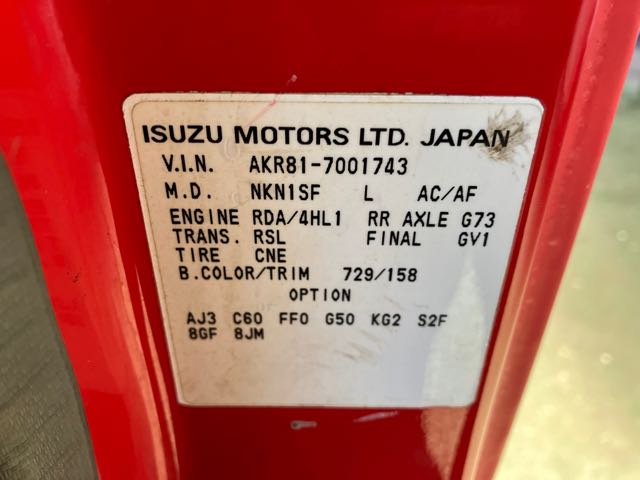 ISUZU MOTORS LTD. JAPAN
V.I.N. AKR81-7001743
M.D. NKN1SF L AC/AF
ENGINE RDA/4HL1 RR AXLE G73
TRANS. RSL FINAL GV1
TIRE CNE
B.COLOR/TRIM 729/158
OPTION
AJ3 C60 FF0 G50 KG2 S2F
8GF 8JM